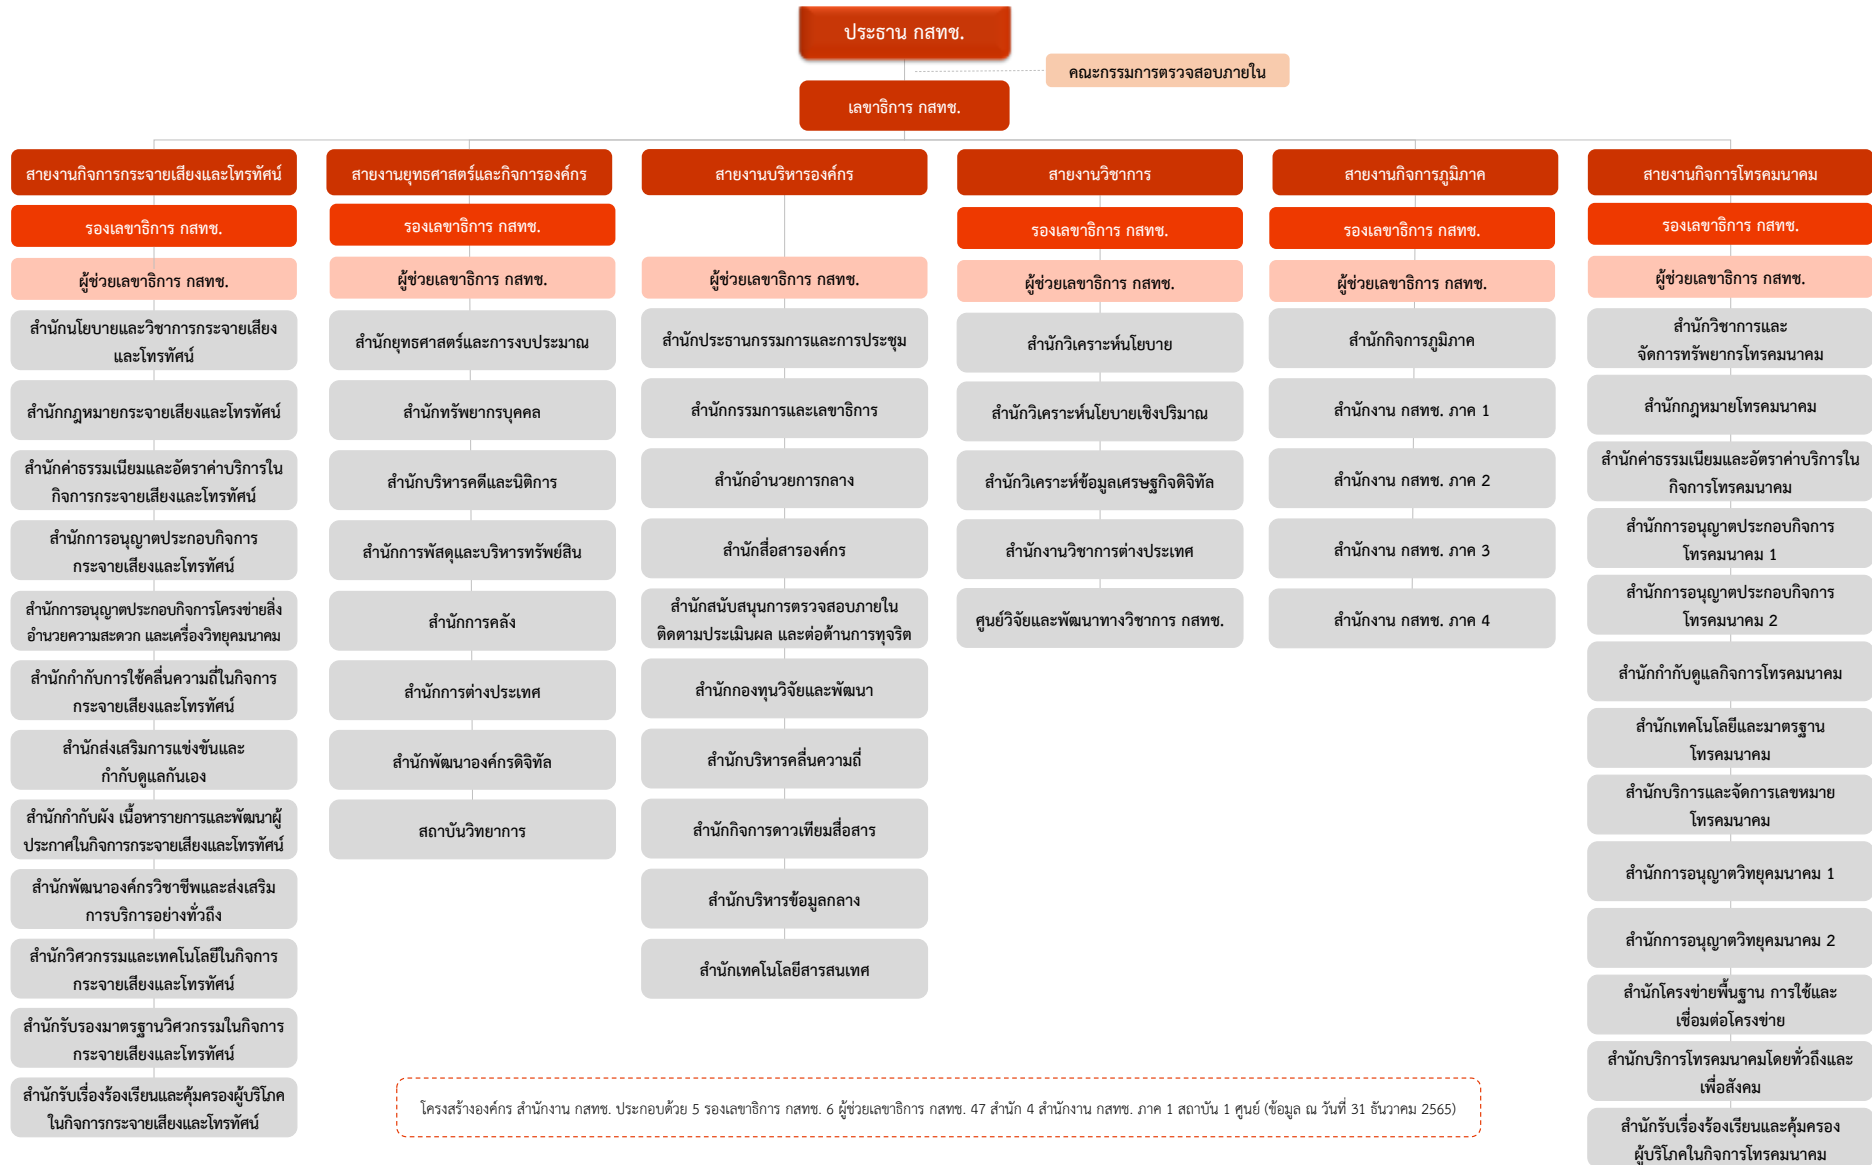 ประธาน กสทช.
คณะกรรมการตรวจสอบภายใน
เลขาธิการ กสทช.
สายงานกิจการกระจายเสียงและโทรทัศน์
รองเลขาธิการ กสทช.
ผู้ช่วยเลขาธิการ กสทช.
สำนักนโยบายและวิชาการกระจายเสียง
และโทรทัศน์
สำนักกฎหมายกระจายเสียงและโทรทัศน์
สำนักค่าธรรมเนียมและอัตราค่าบริการใน
กิจการกระจายเสียงและโทรทัศน์
สำนักการอนุญาตประกอบกิจการ
กระจายเสียงและโทรทัศน์
สำนักการอนุญาตประกอบกิจการโครงข่ายสิ่ง
อำนวยความสะดวก และเครื่องวิทยุคมนาคม
สำนักกำกับการใช้คลื่นความถี่ในกิจการ
กระจายเสียงและโทรทัศน์
สำนักส่งเสริมการแข่งขันและ
กำกับดูแลกันเอง
สำนักกำกับผัง เนื้อหารายการและพัฒนาผู้
ประกาศในกิจการกระจายเสียงและโทรทัศน์
สำนักพัฒนาองค์กรวิชาชีพและส่งเสริม
การบริการอย่างทั่วถึง
สำนักวิศวกรรมและเทคโนโลยีในกิจการ
กระจายเสียงและโทรทัศน์
สำนักรับรองมาตรฐานวิศวกรรมในกิจการ
กระจายเสียงและโทรทัศน์
สำนักรับเรื่องร้องเรียนและคุ้มครองผู้บริโภค
ในกิจการกระจายเสียงและโทรทัศน์
สายงานยุทธศาสตร์และกิจการองค์กร
รองเลขาธิการ กสทช.
ผู้ช่วยเลขาธิการ กสทช.
สำนักยุทธศาสตร์และการงบประมาณ
สำนักทรัพยากรบุคคล
สำนักบริหารคดีและนิติการ
สำนักการพัสดุและบริหารทรัพย์สิน
สำนักการคลัง
สำนักการต่างประเทศ
สำนักพัฒนาองค์กรดิจิทัล
สถาบันวิทยาการ
สายงานบริหารองค์กร
ผู้ช่วยเลขาธิการ กสทช.
สำนักประธานกรรมการและการประชุม
สำนักกรรมการและเลขาธิการ
สำนักอำนวยการกลาง
สำนักสื่อสารองค์กร
สำนักสนับสนุนการตรวจสอบภายใน
ติดตามประเมินผล และต่อต้านการทุจริต
สำนักกองทุนวิจัยและพัฒนา
สำนักบริหารคลื่นความถี่
สำนักกิจการดาวเทียมสื่อสาร
สำนักบริหารข้อมูลกลาง
สำนักเทคโนโลยีสารสนเทศ
สายงานวิชาการ
รองเลขาธิการ กสทช.
ผู้ช่วยเลขาธิการ กสทช.
สำนักวิเคราะห์นโยบาย
สำนักวิเคราะห์นโยบายเชิงปริมาณ
สำนักวิเคราะห์ข้อมูลเศรษฐกิจดิจิทัล
สำนักงานวิชาการต่างประเทศ
ศูนย์วิจัยและพัฒนาทางวิชาการ กสทช.
สายงานกิจการภูมิภาค
รองเลขาธิการ กสทช.
ผู้ช่วยเลขาธิการ กสทช.
สำนักกิจการภูมิภาค
สำนักงาน กสทช. ภาค 1
สำนักงาน กสทช. ภาค 2
สำนักงาน กสทช. ภาค 3
สำนักงาน กสทช. ภาค 4
สายงานกิจการโทรคมนาคม
รองเลขาธิการ กสทช.
ผู้ช่วยเลขาธิการ กสทช.
สำนักวิชาการและ
จัดการทรัพยากรโทรคมนาคม
สำนักกฎหมายโทรคมนาคม
สำนักค่าธรรมเนียมและอัตราค่าบริการใน
กิจการโทรคมนาคม
สำนักการอนุญาตประกอบกิจการ
โทรคมนาคม 1
สำนักการอนุญาตประกอบกิจการ
โทรคมนาคม 2
สำนักกำกับดูแลกิจการโทรคมนาคม
สำนักเทคโนโลยีและมาตรฐาน
โทรคมนาคม
สำนักบริการและจัดการเลขหมาย
โทรคมนาคม
สำนักการอนุญาตวิทยุคมนาคม 1
สำนักการอนุญาตวิทยุคมนาคม 2
สำนักโครงข่ายพื้นฐาน การใช้และ
เชื่อมต่อโครงข่าย
สำนักบริการโทรคมนาคมโดยทั่วถึงและ
เพื่อสังคม
สำนักรับเรื่องร้องเรียนและคุ้มครอง
ผู้บริโภคในกิจการโทรคมนาคม
โครงสร้างองค์กร สำนักงาน กสทช. ประกอบด้วย 5 รองเลขาธิการ กสทช. 6 ผู้ช่วยเลขาธิการ กสทช. 47 สำนัก 4 สำนักงาน กสทช. ภาค 1 สถาบัน 1 ศูนย์ (ข้อมูล ณ วันที่ 31 ธันวาคม 2565)